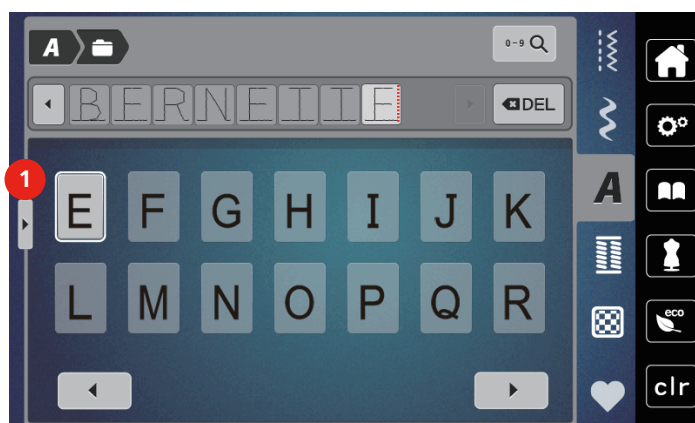 A
0-9
BERNETTE DEL
1
E F G H I J K
L M N O P Q R
A
eco
clr